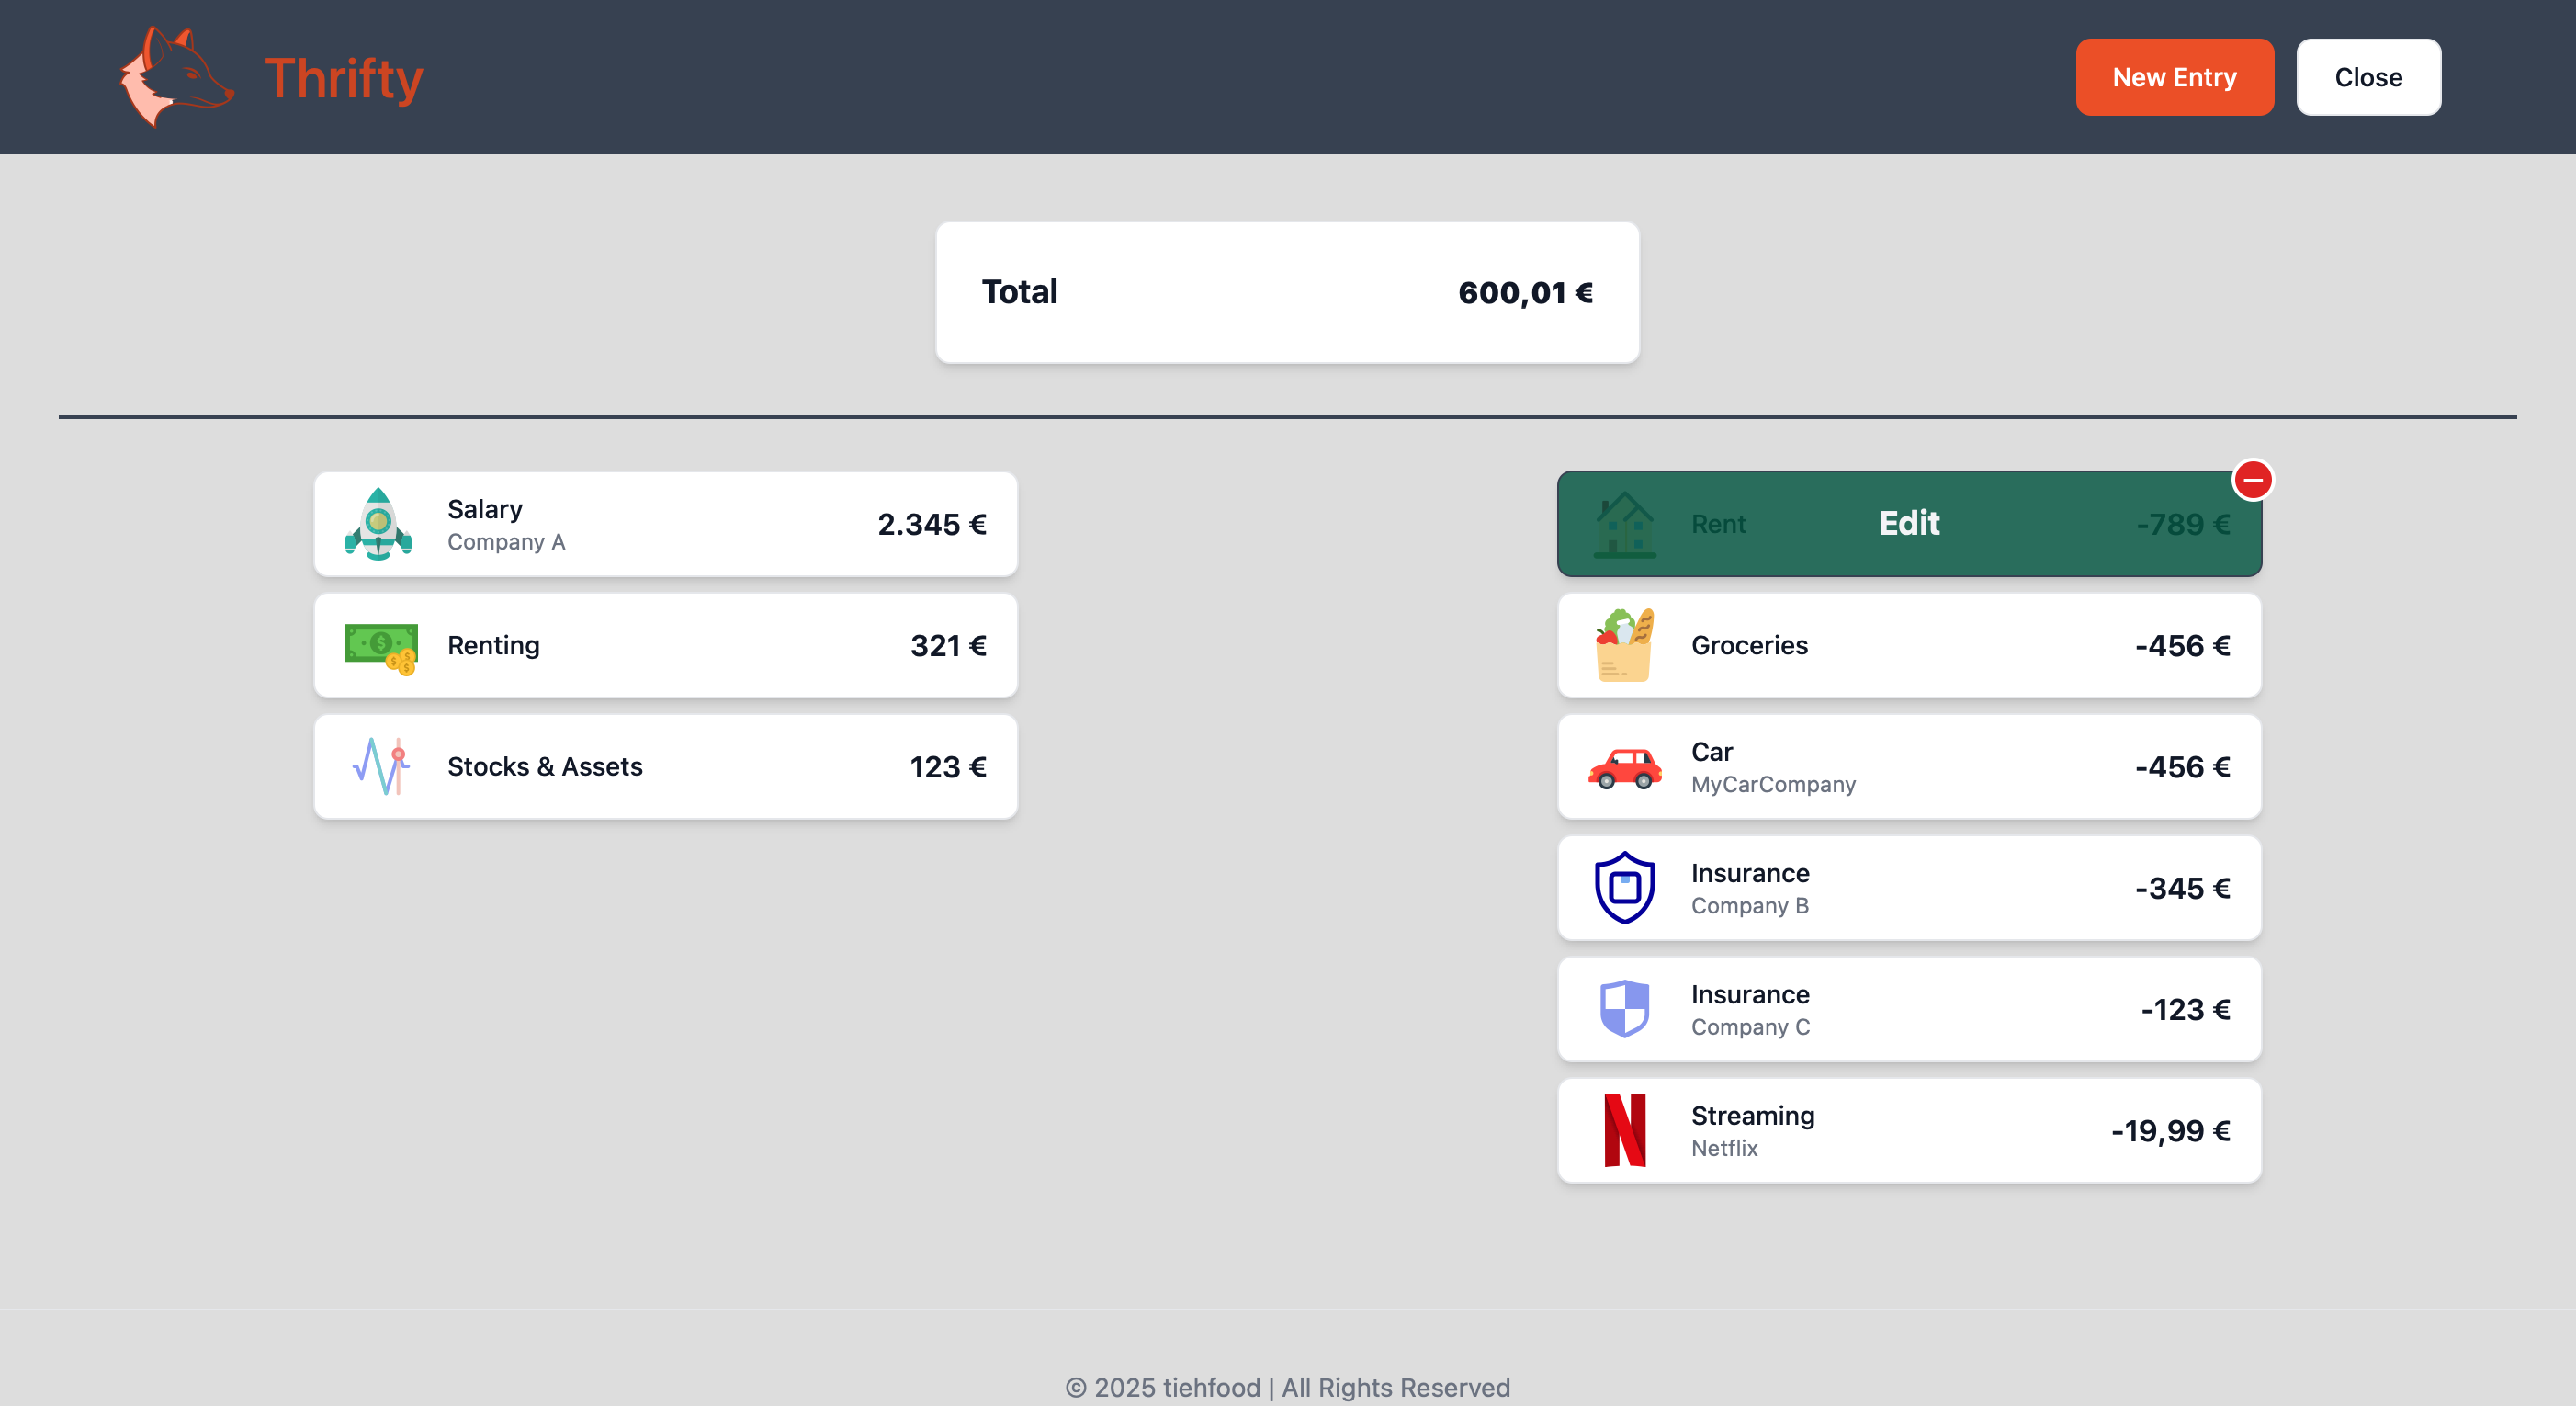 Thrifty
New Entry
Close
Total
600,01 €
Salary
Company A
2.345 €
Renting
321 €
Stocks & Assets
123 €
Rent
Edit
-789 €
Groceries
-456 €
Car
MyCarCompany
-456 €
Insurance
Company B
-345 €
Insurance
Company C
-123 €
Streaming
Netflix
-19,99 €
© 2025 tiehfood | All Rights Reserved